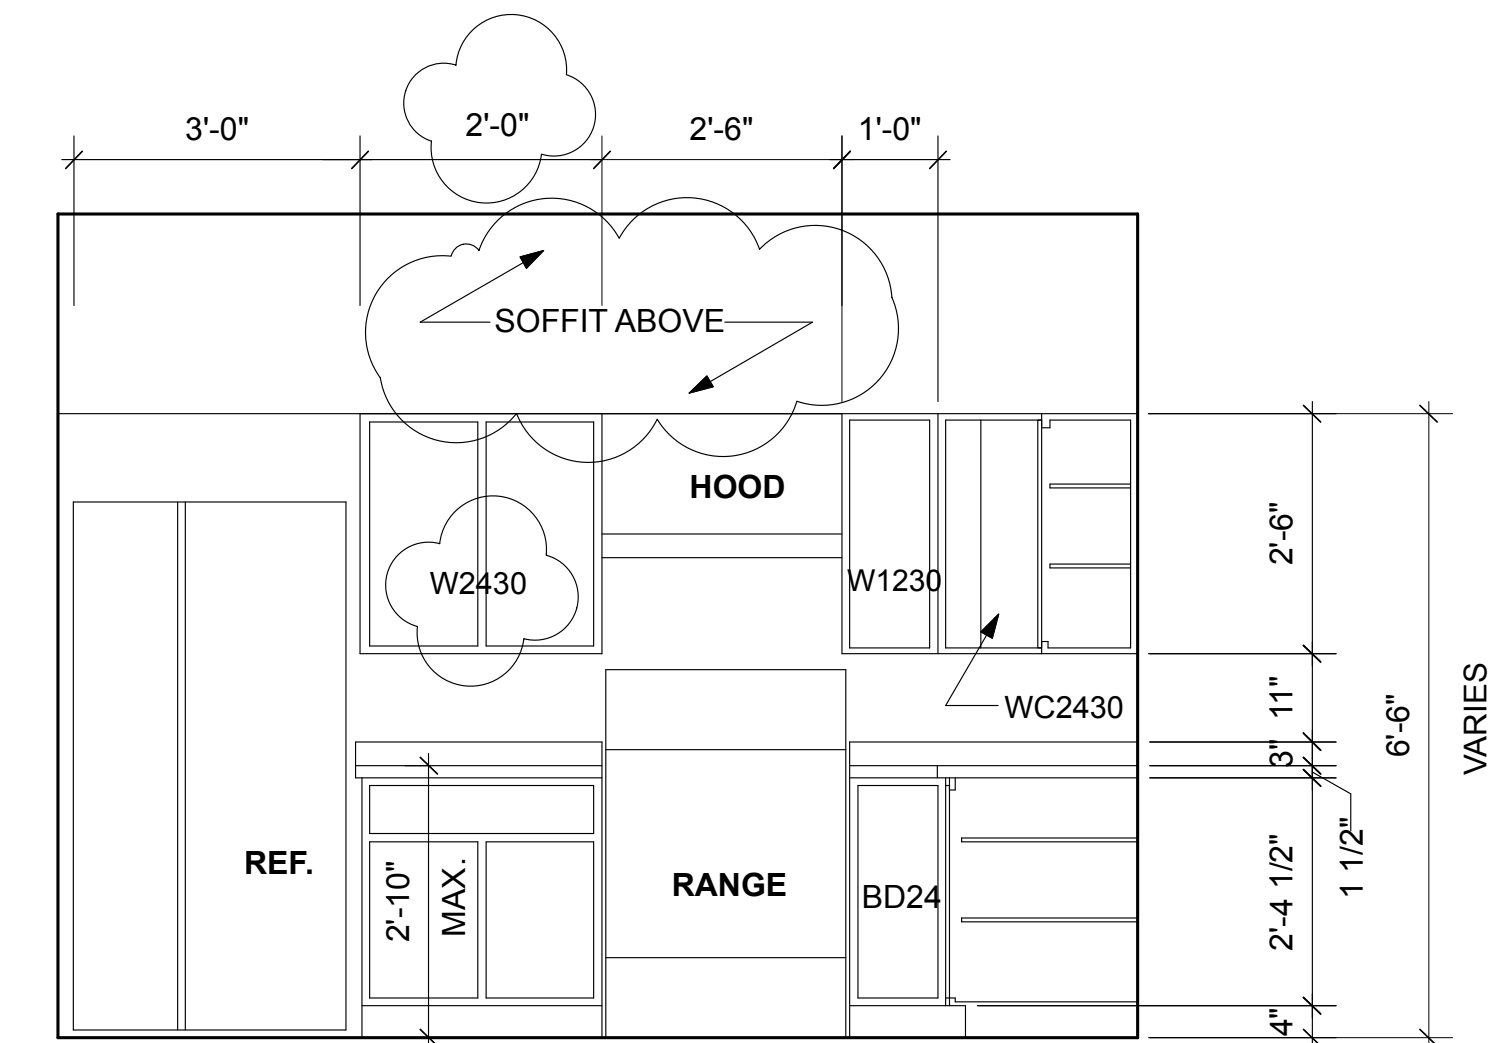 3'-0"
2'-0"
2'-6"
1'-0"
SOFFIT ABOVE
HOOD
W2430
W1230
2'-6"
WC2430
11"
6'-6"
VARIES
3"
REF.
2'-10"
MAX.
RANGE
BD24
1 1/2"
2'-4 1/2"
4"